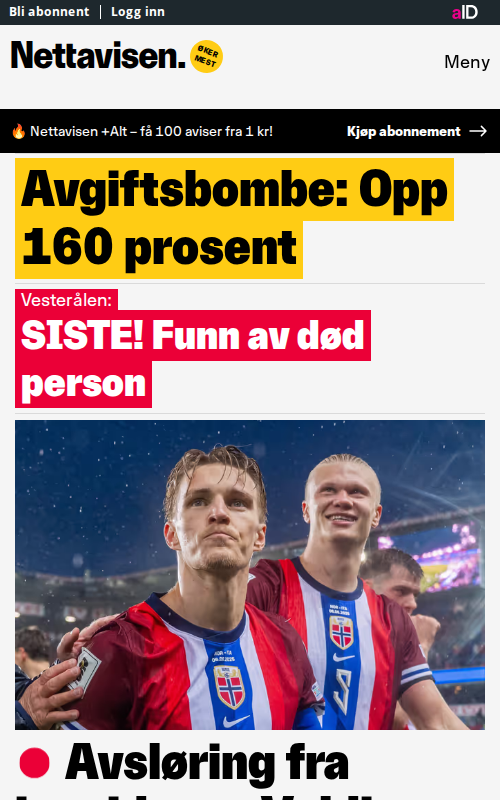 Bli abonnent
Logg inn
aID
Nettavisen.
ØKER
MEST
Meny
Nettavisen +Alt – få 100 aviser fra 1 kr!
Kjøp abonnement
Avgiftsbombe: Opp
160 prosent
Vesterålen:
SISTE! Funn av død
person
Avsløring fra